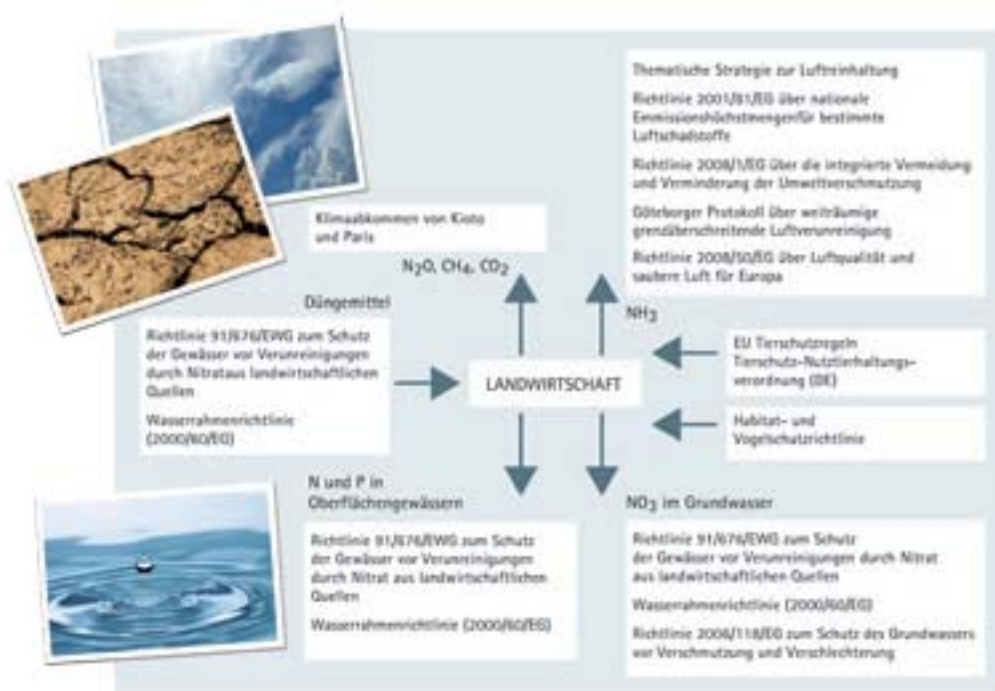 Thematische Strategie zur Luftreinhaltung
Richtlinie 2001/81/EG über nationale
Emmissionshöchstmengenfür bestimmte
Luftschadstoffe
Richtlinie 2008/1/EG über die integrierte Vermeidung
und Verminderung der Umweltverschmutzung
Göteborger Protokoll über weiträumige
grenzüberschreitende Luftverunreinigung
Richtlinie 2008/50/EG über Luftqualität und
saubern Luft für Europa
Klimaabkommen von Kioto
und Paris
N2O, CH4, CO2
NH3
Düngemittel
Richtlinie 91/676/EWG zum Schutz
der Gewässer vor Verunreinigungen
durch Nitrataus landwirtschaftlichen
Quellen
Wasserrahmenrichtlinie
(2000/60/EG)
LANDWIRTSCHAFT
EU Tierschutzregeln
Tierschutz-Nutztierhaltungs-
verordnung (DE)
Habitat- und
Vogelschutzrichtlinie
N und P in
Oberflächengewässern
Richtlinie 91/676/EWG zum Schutz
der Gewässer vor Verunreinigungen
durch Nitrat aus landwirtschaftlichen
Quellen
Wasserrahmenrichtlinie (2000/60/EG)
NO3 im Grundwasser
Richtlinie 91/676/EWG zum Schutz
der Gewässer vor Verunreinigungen durch Nitrat
aus landwirtschaftlichen Quellen
Wasserrahmenrichtlinie (2000/60/EG)
Richtlinie 2006/118/EG zum Schutz des Grundwassers
vor Verschmutzung und Verschlechterung